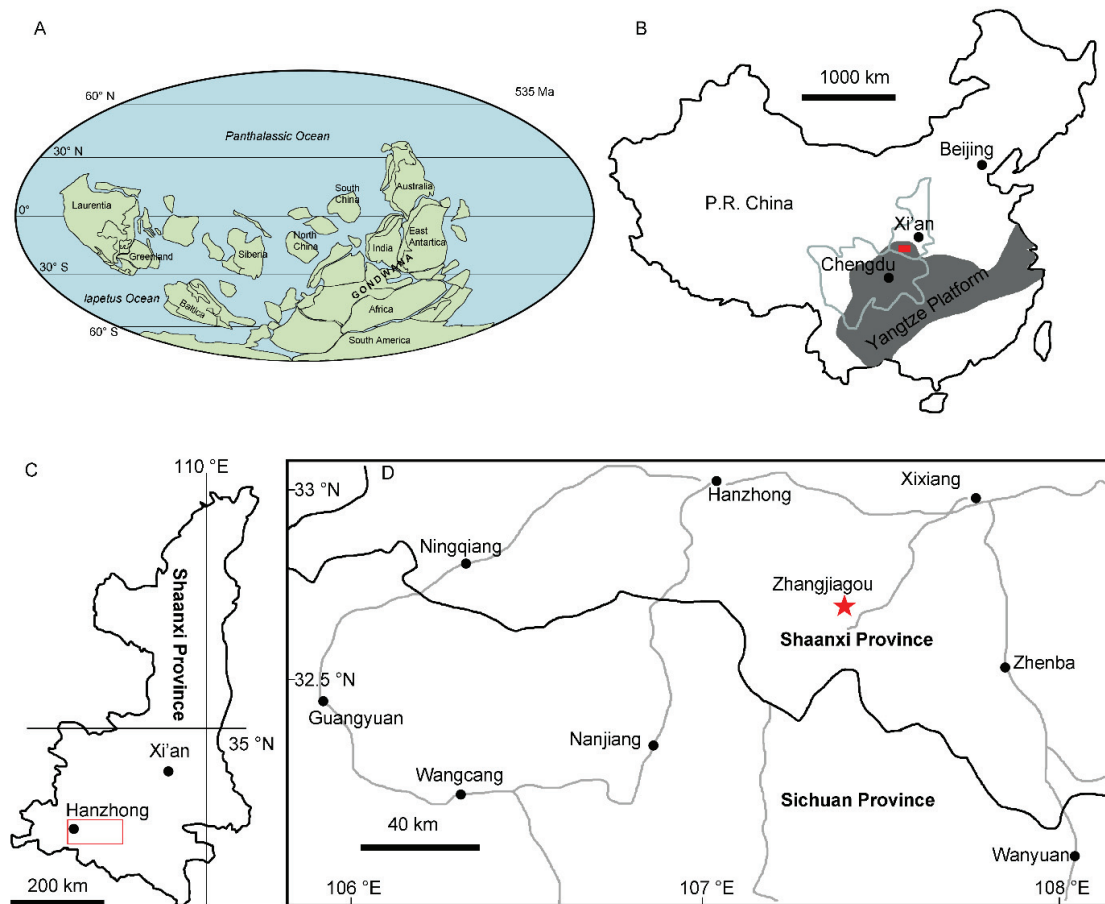 A
535 Ma
60° N
Panthalassic Ocean
30° N
0°
30° S
60° S
Laurentia
Greenland
Iapetus Ocean
Baltica
Siberia
North
China
South
China
Australia
India
East
Antartica
GONDWANA
Africa
South America
B
1000 km
Beijing
P.R. China
Xi'an
Chengdu
Yangtze Platform
C
110 °E
Shaanxi Province
35 °N
Xi'an
Hanzhong
200 km
D
33 °N
Hanzhong
Xixiang
Ningqiang
Zhangjiagou
Shaanxi Province
32.5 °N
Zhenba
Guangyuan
Nanjiang
Wangcang
Sichuan Province
40 km
Wanyuan
106 °E
107 °E
108 °E